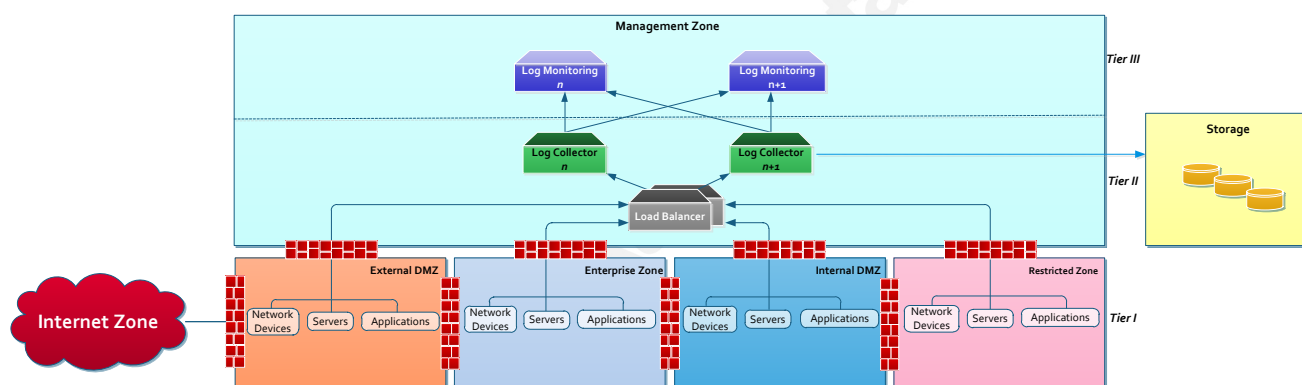 Management Zone
Tier III
Log Monitoring
n
Log Monitoring
n+1
Storage
Log Collector
n
Log Collector
n+1
Tier II
Load Balancer
External DMZ
Enterprise Zone
Internal DMZ
Restricted Zone
Internet Zone
Network
Devices
Servers
Applications
Network
Devices
Servers
Applications
Network
Devices
Servers
Applications
Network
Devices
Servers
Applications
Tier I